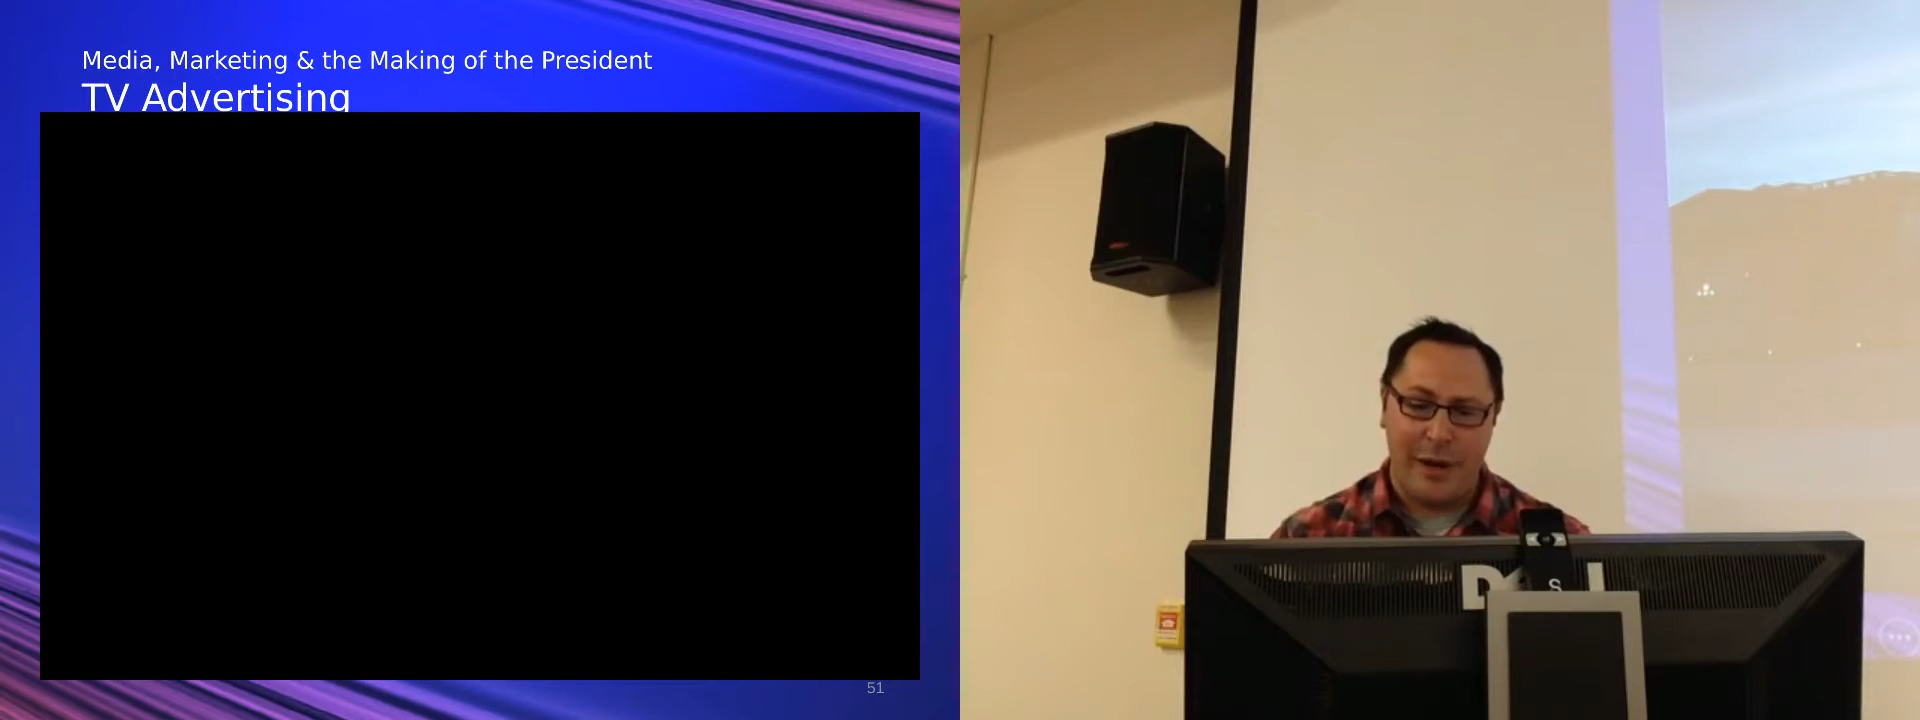 Media, Marketing & the Making of the President
TV Advertising
51
S